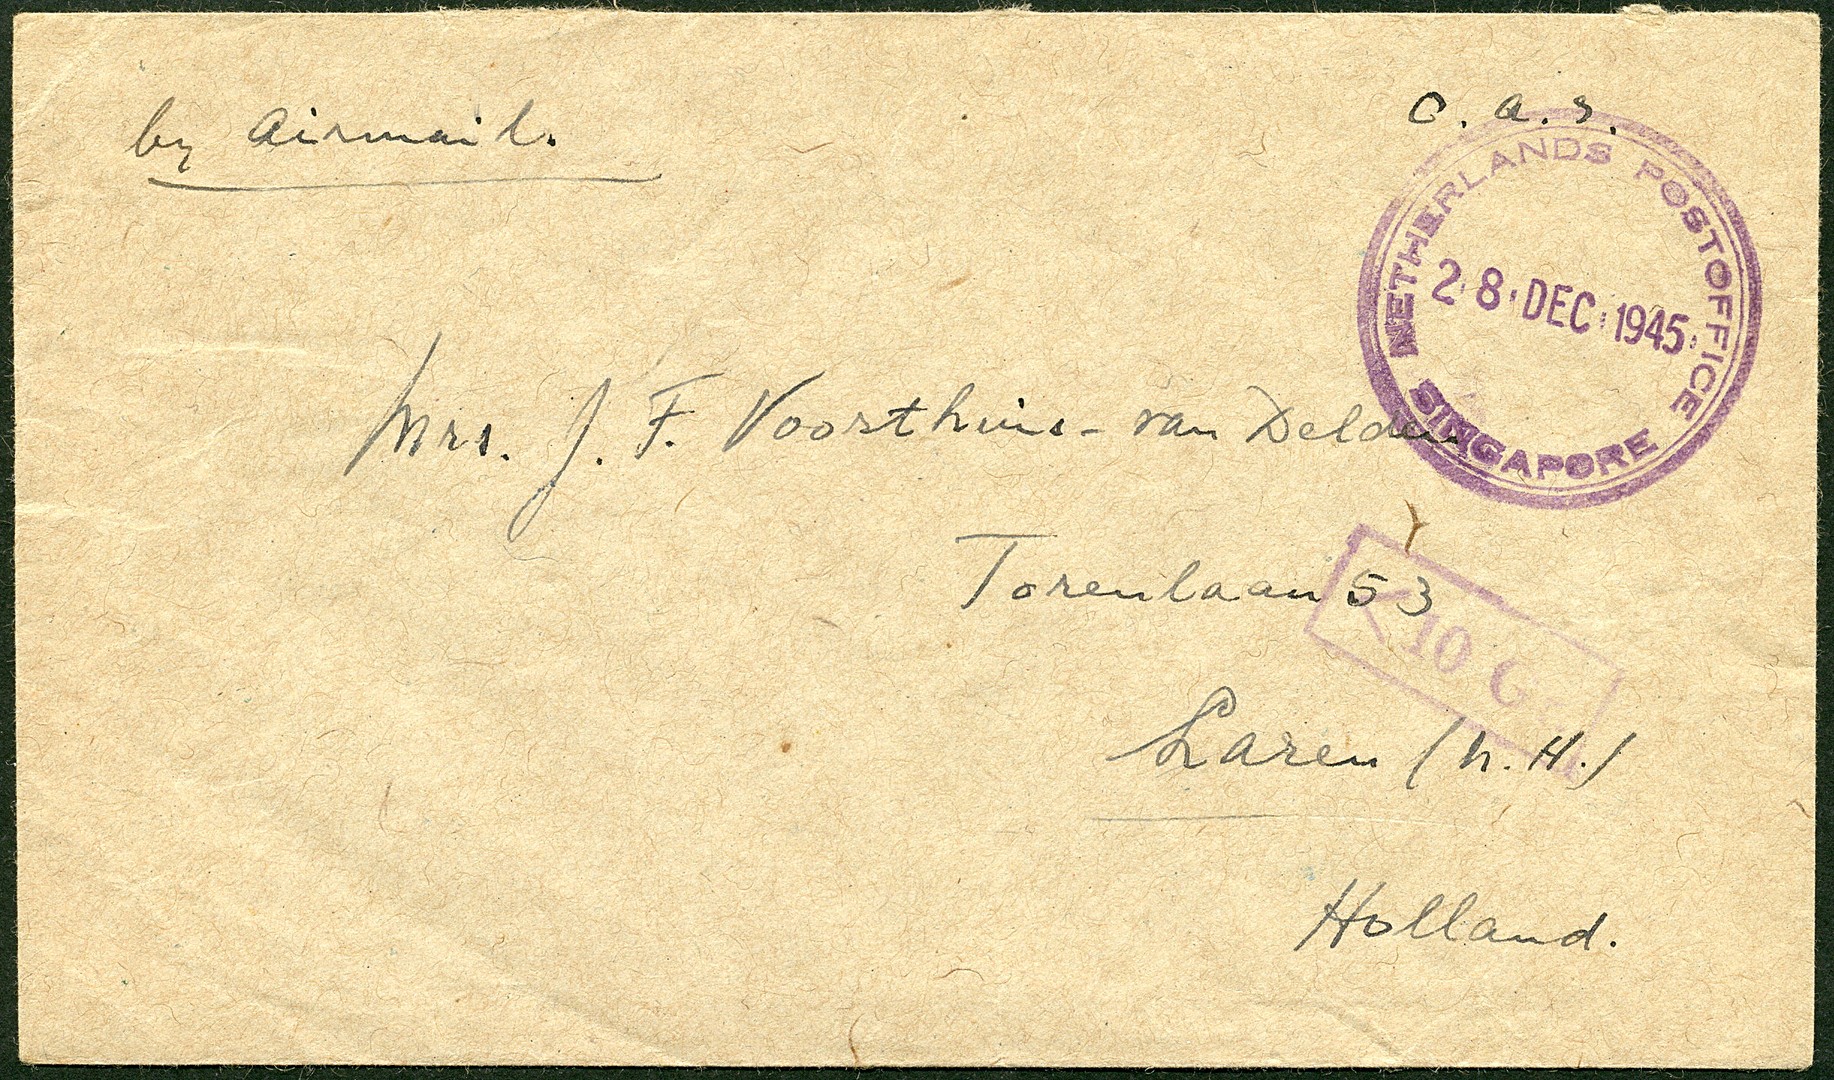 by airmail.
O. a. s.
NETHERLANDS POSTOFFICE
28 DEC 1945
SINGAPORE
Mrs. J. F. Voorthuis - van Delden
Torenlaan 53
< 10 G
Laren (N.H.)
Holland.